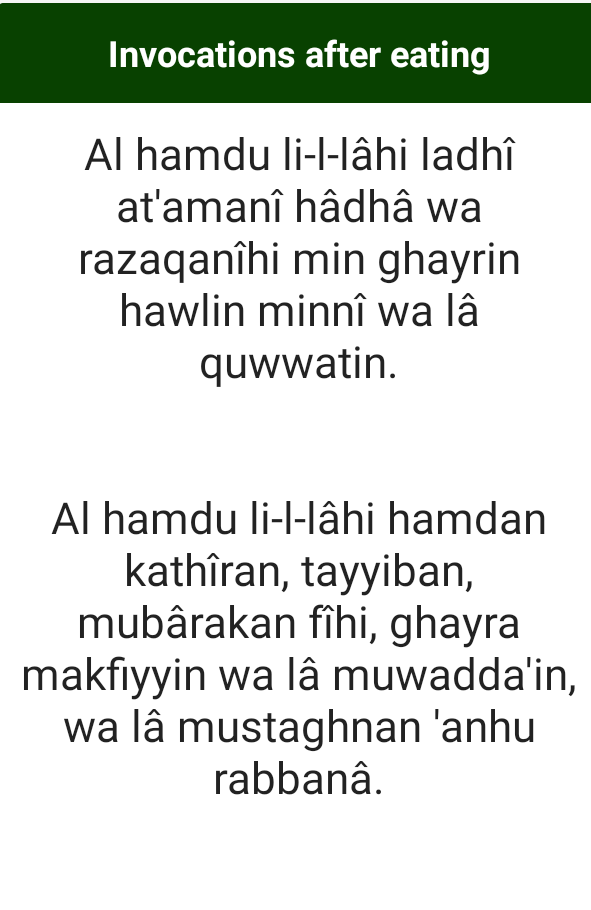 Invocations after eating
Al hamdu li-l-lâhi ladhî
at'amanî hâdhâ wa
razaqanîhi min ghayrin
hawlin minnî wa lâ
quwwatin.
Al hamdu li-l-lâhi hamdan
kathîran, tayyiban,
mubârakan fîhi, ghayra
makfiyyin wa lâ muwadda'in,
wa lâ mustaghnan 'anhu
rabbanâ.